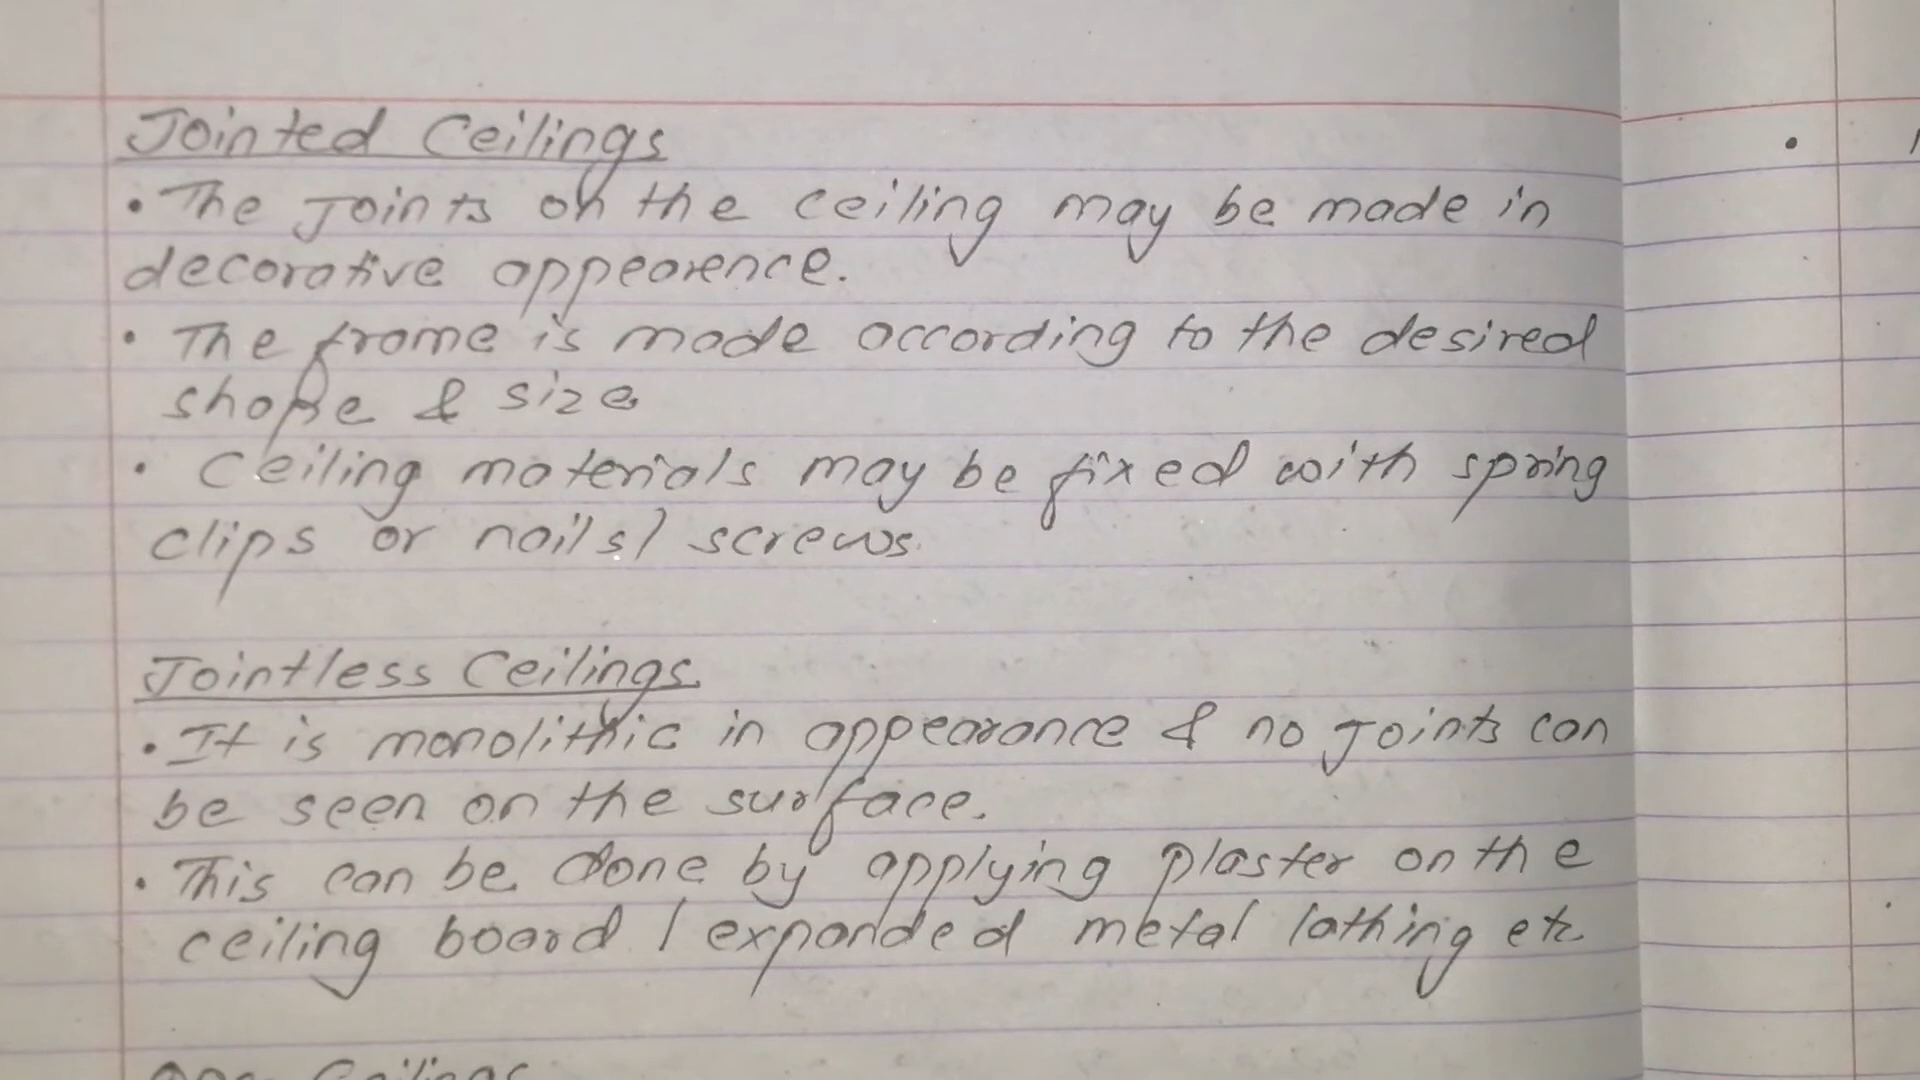 Jointed Ceilings
• The Joints on the ceiling may be made in
decorative appearence.
• The frame is made according to the desired
shape & size
• Ceiling materials may be fixed with spring
clips or nails/ screws.
Jointless Ceilings.
• It is monolithic in appearance & no Joints can
be seen on the surface.
• This can be done by applying plaster on the
ceiling board / expanded metal lathing etc.
Ceilings